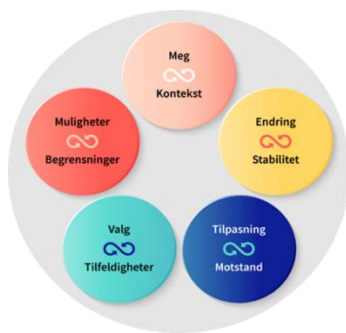 Meg
Kontekst
Muligheter
Begrensninger
Endring
Stabilitet
Valg
Tilfeldigheter
Tilpasning
Motstand